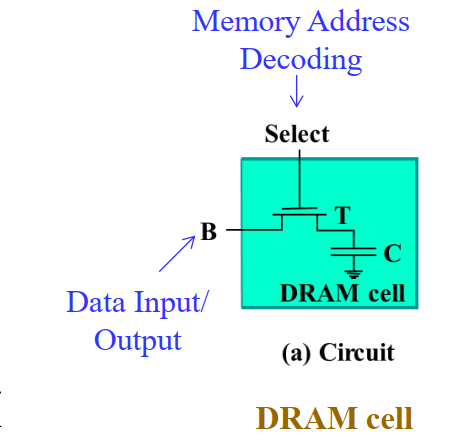 Memory Address
Decoding
Select
B
T
C
DRAM cell
Data Input/
Output
(a) Circuit
DRAM cell